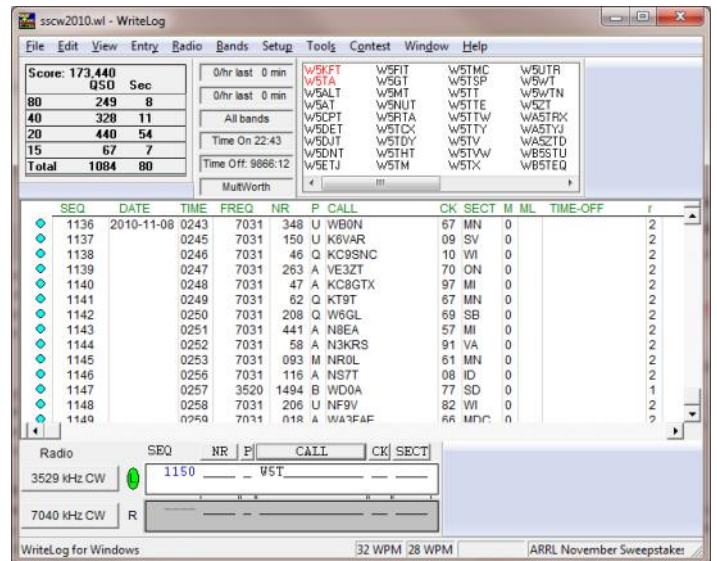 sscw2010.wl - WriteLog
File Edit View Entry Radio Bands Setup Tools Contest Window Help
Score: 173,440
QSO Sec
80 249 8
40 328 11
20 440 54
15 67 7
Total 1084 80
0/hr last 0 min
0/hr last 0 min
All bands
Time On 22:43
Time Off: 9866:12
MultWorth
W5KFT W5FIT W5TMC W5UTR
W5TA W5GT W5TSP W5VT
W5ALT W5MT W5TT W5WTN
W5AT W5NUT W5TTE W5ZT
W5CPT W5RTA W5TTW WA5TRX
W5DET W5TCX W5TTY WA5TYJ
W5DJT W5TDY W5TV WA5ZTD
W5DNT W5THT W5TVW WB5STU
W5ETJ W5TM W5TX WB5TEQ
SEQ DATE TIME FREQ NR P CALL CK SECT M ML TIME-OFF r
1136 2010-11-08 0243 7031 348 U WB0N 67 MN 0 2
1137 0245 7031 150 U K6VAR 09 SV 0 2
1138 0246 7031 46 Q KC9SNC 10 WI 0 2
1139 0247 7031 263 A VE3ZT 70 ON 0 2
1140 0248 7031 47 A KC8GTX 97 MI 0 2
1141 0249 7031 62 Q KT9T 67 MN 0 2
1142 0250 7031 208 Q W6GL 69 SB 0 2
1143 0251 7031 441 A N8EA 57 MI 0 2
1144 0252 7031 58 A N3KRS 91 VA 0 2
1145 0253 7031 093 M NR0L 61 MN 0 2
1146 0256 7031 116 A NS7T 08 ID 0 2
1147 0257 3520 1494 B WD0A 77 SD 0 1
1148 0258 7031 206 U NF9V 82 WI 0 2
1149 0259 7031 018 A WA3EAE 66 MDC 0 2
Radio SEQ NR P CALL CK SECT
3529 kHz CW L 1150 W5T
7040 kHz CW R
WriteLog for Windows 32 WPM 28 WPM ARRL November Sweepstakes